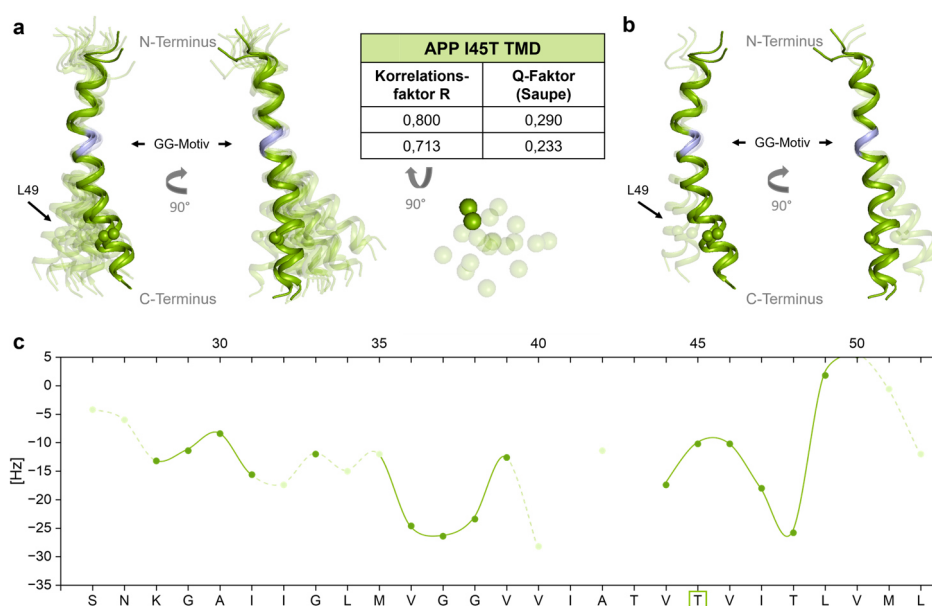 a
N-Terminus
GG-Motiv
90°
L49
C-Terminus
APP I45T TMD
Korrelations-
faktor R
Q-Faktor
(Saupe)
0,800 0,290
0,713 0,233
90°
b
N-Terminus
GG-Motiv
90°
L49
C-Terminus
c
30 35 40 45 50
[Hz]
5
0
−5
−10
−15
−20
−25
−30
−35
S N K G A I I G L M V G G V V I A T V T V I T L V M L